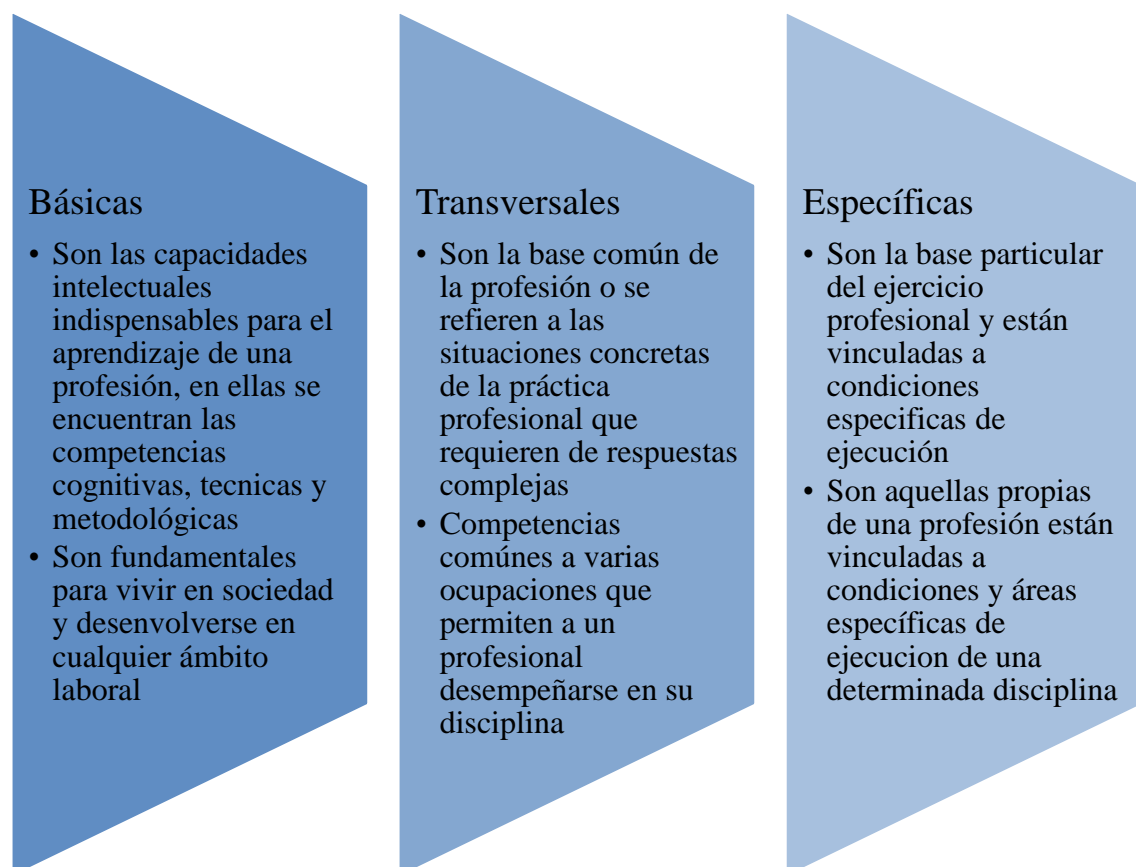 Básicas
• Son las capacidades
intelectuales
indispensables para el
aprendizaje de una
profesión, en ellas se
encuentran las
competencias
cognitivas, tecnicas y
metodológicas
• Son fundamentales
para vivir en sociedad
y desenvolverse en
cualquier ámbito
laboral
Transversales
• Son la base común de
la profesión o se
refieren a las
situaciones concretas
de la práctica
profesional que
requieren de respuestas
complejas
• Competencias
comúnes a varias
ocupaciones que
permiten a un
profesional
desempeñarse en su
disciplina
Específicas
• Son la base particular
del ejercicio
profesional y están
vinculadas a
condiciones
especificas de
ejecución
• Son aquellas propias
de una profesión están
vinculadas a
condiciones y áreas
específicas de
ejecucion de una
determinada disciplina